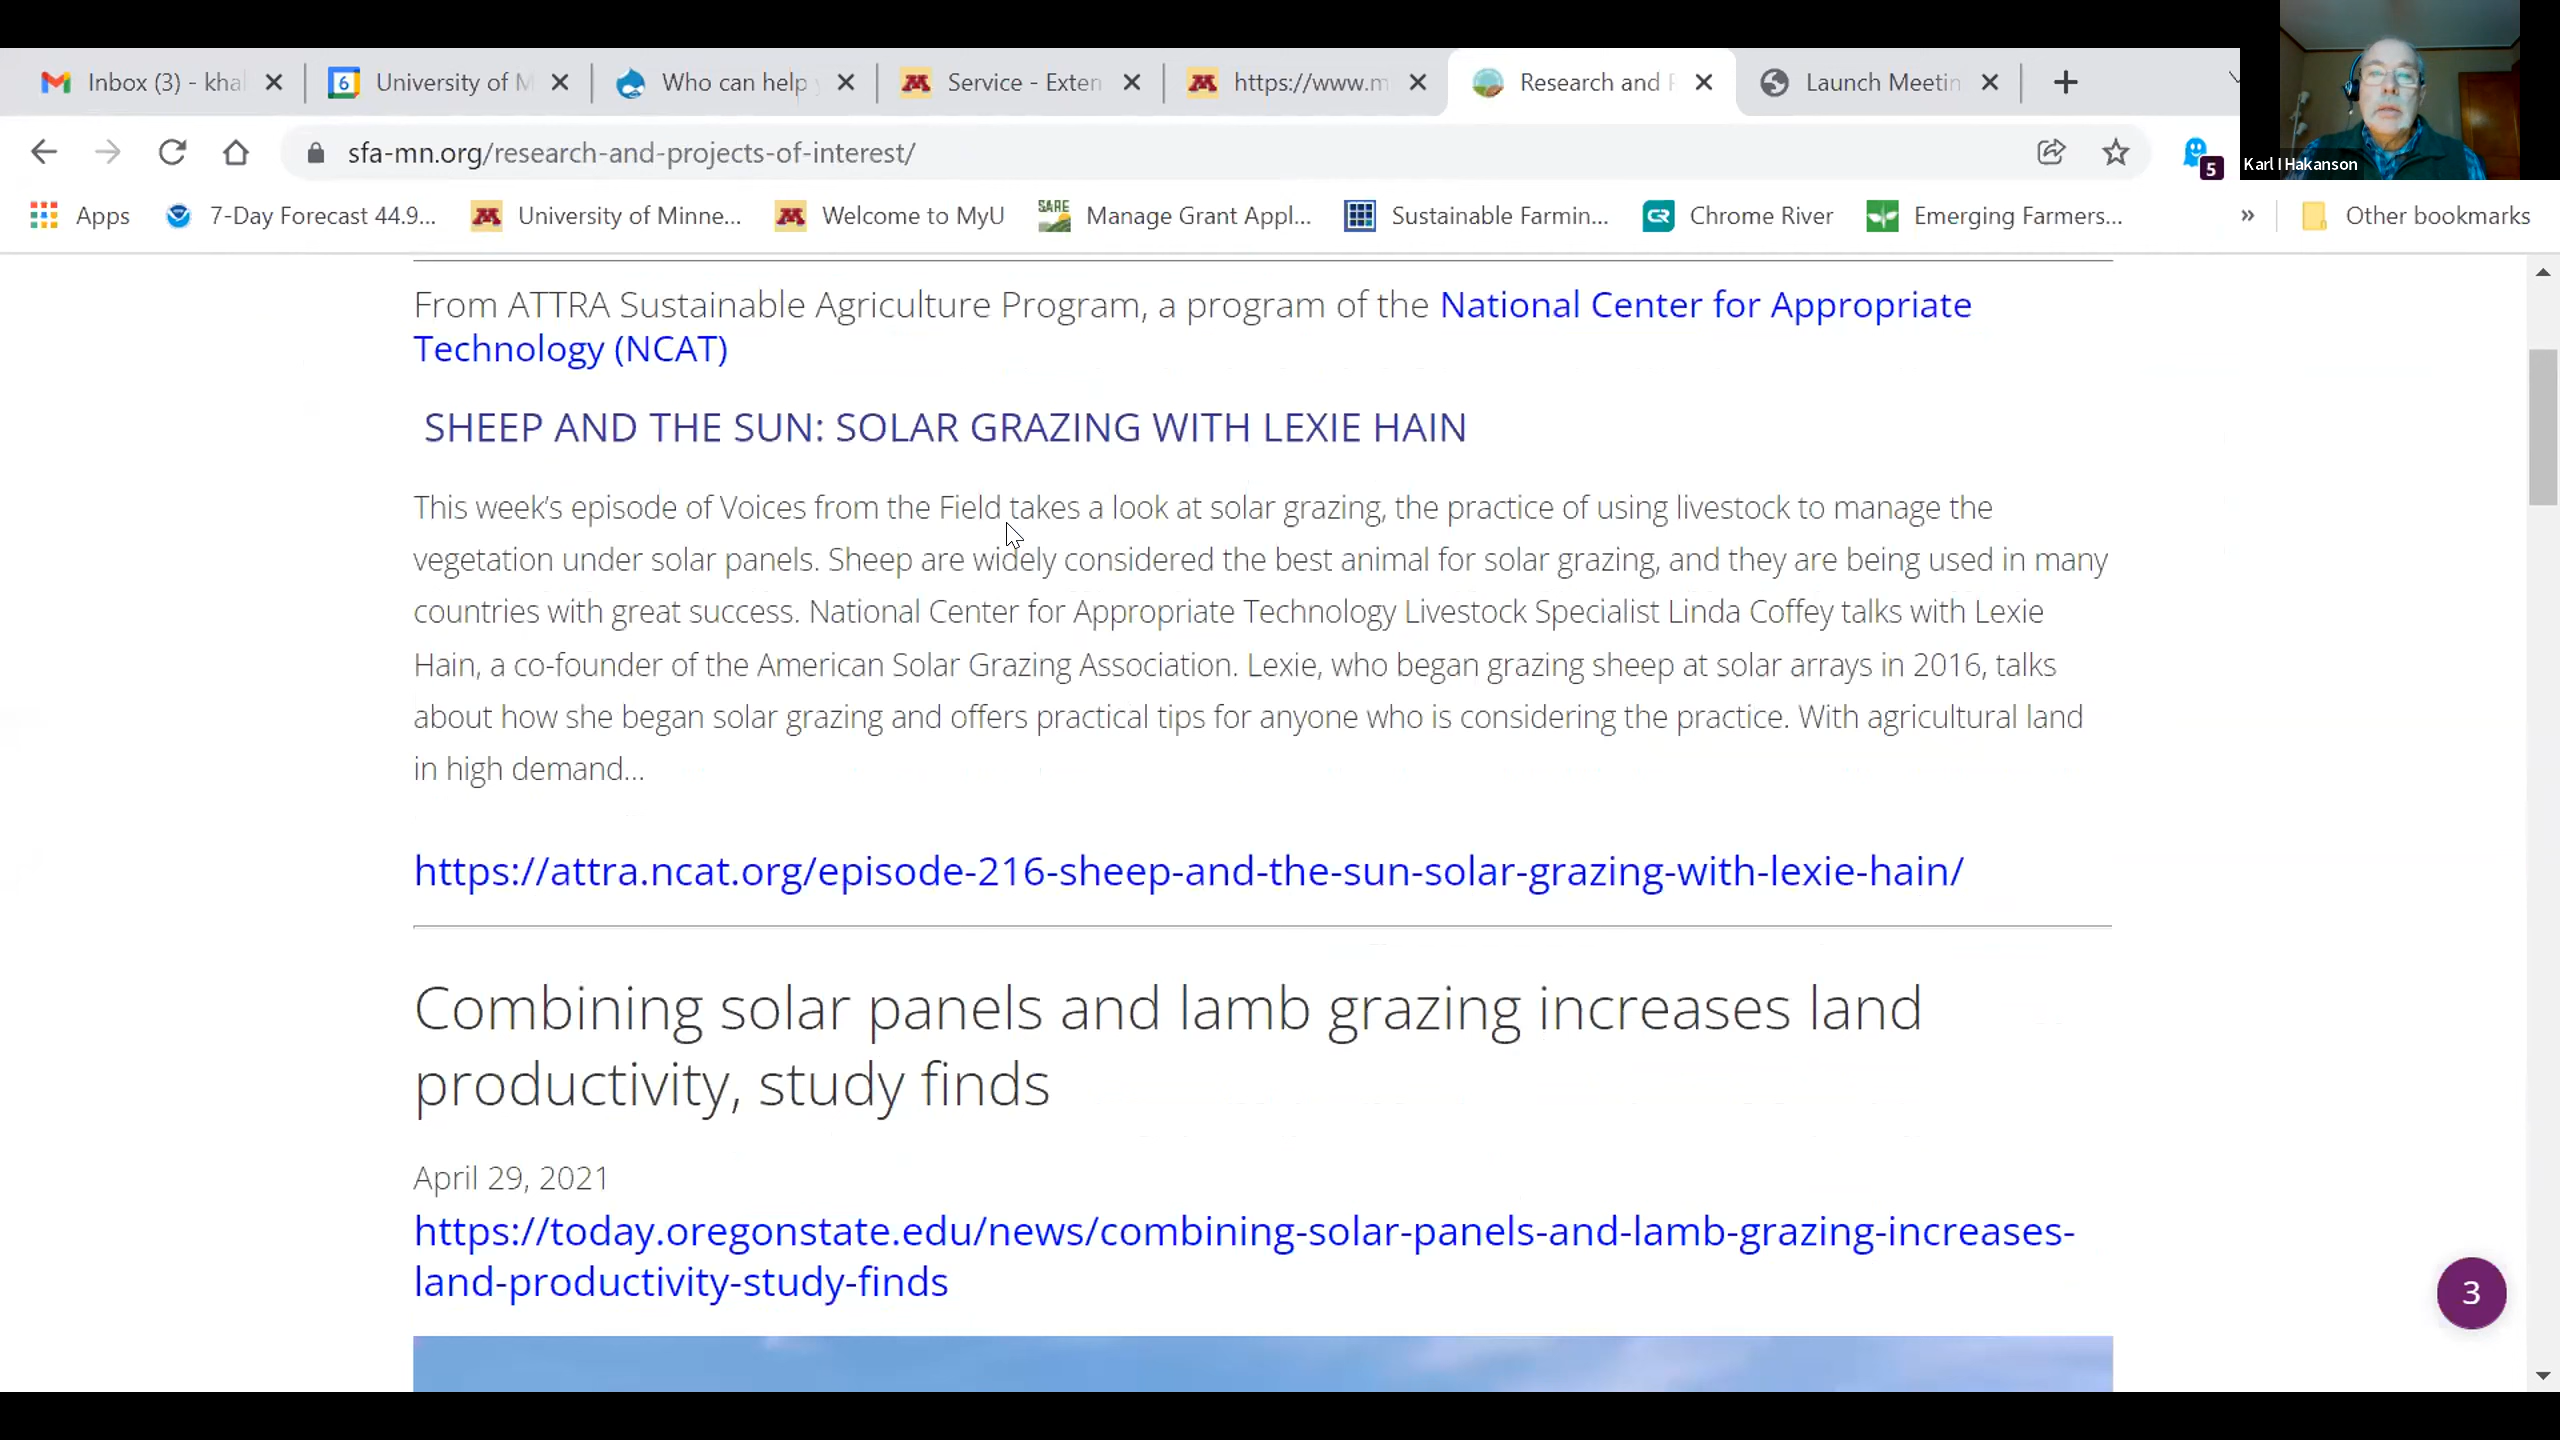 Inbox (3) - kha
University of M
Who can help y
Service - Exten
https://www.m
Research and P
Launch Meetin
sfa-mn.org/research-and-projects-of-interest/
5
Karl I Hakanson
Apps
7-Day Forecast 44.9...
University of Minne...
Welcome to MyU
SARE
Manage Grant Appl...
Sustainable Farmin...
Chrome River
Emerging Farmers...
»
Other bookmarks
From ATTRA Sustainable Agriculture Program, a program of the National Center for Appropriate
Technology (NCAT)
SHEEP AND THE SUN: SOLAR GRAZING WITH LEXIE HAIN
This week’s episode of Voices from the Field takes a look at solar grazing, the practice of using livestock to manage the
vegetation under solar panels. Sheep are widely considered the best animal for solar grazing, and they are being used in many
countries with great success. National Center for Appropriate Technology Livestock Specialist Linda Coffey talks with Lexie
Hain, a co-founder of the American Solar Grazing Association. Lexie, who began grazing sheep at solar arrays in 2016, talks
about how she began solar grazing and offers practical tips for anyone who is considering the practice. With agricultural land
in high demand…
https://attra.ncat.org/episode-216-sheep-and-the-sun-solar-grazing-with-lexie-hain/
Combining solar panels and lamb grazing increases land
productivity, study finds
April 29, 2021
https://today.oregonstate.edu/news/combining-solar-panels-and-lamb-grazing-increases-
land-productivity-study-finds
3